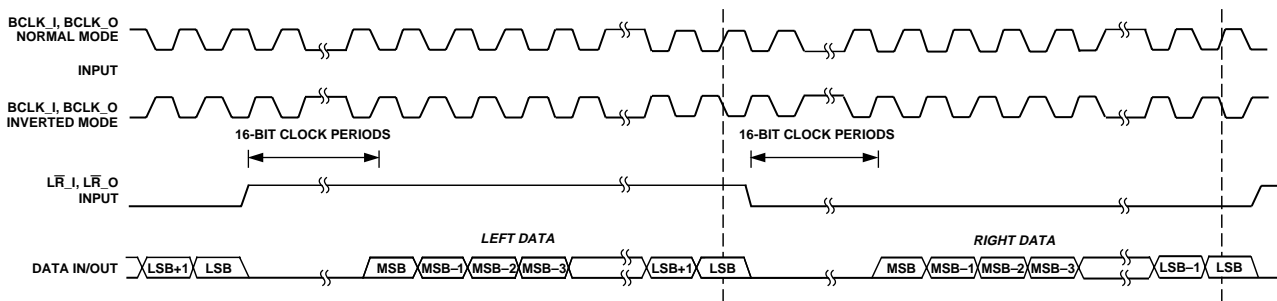 BCLK_I, BCLK_O
NORMAL MODE
INPUT
BCLK_I, BCLK_O
INVERTED MODE
16-BIT CLOCK PERIODS
16-BIT CLOCK PERIODS
LR̅_I, LR̅_O
INPUT
LEFT DATA
RIGHT DATA
DATA IN/OUT
LSB+1
LSB
MSB
MSB–1
MSB–2
MSB–3
LSB+1
LSB
MSB
MSB–1
MSB–2
MSB–3
LSB–1
LSB